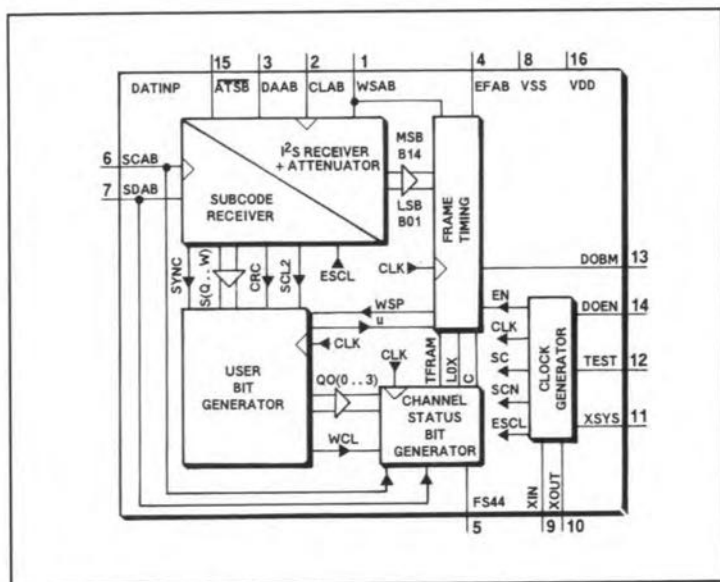 15 3 2 1 4 8 16
DATINP ATSB DAAB CLAB WSAB EFAB VSS VDD
I²S RECEIVER
+ ATTENUATOR
MSB
B14
6 SCAB
7 SDAB
SUBCODE
RECEIVER
LSB
B01
FRAME
TIMING
SYNC
S(Q . . W)
CRC
SCL2
ESCL
CLK
DOBM 13
WSP
u
CLK
EN
DOEN 14
CLK
TEST 12
SC
SCN
XSYS 11
ESCL
CLOCK
GENERATOR
USER
BIT
GENERATOR
QO(0 . . 3)
CLK
TFRAM
L0X
C
CHANNEL
STATUS
BIT
GENERATOR
WCL
FS44
5
XIN
XOUT
9 10